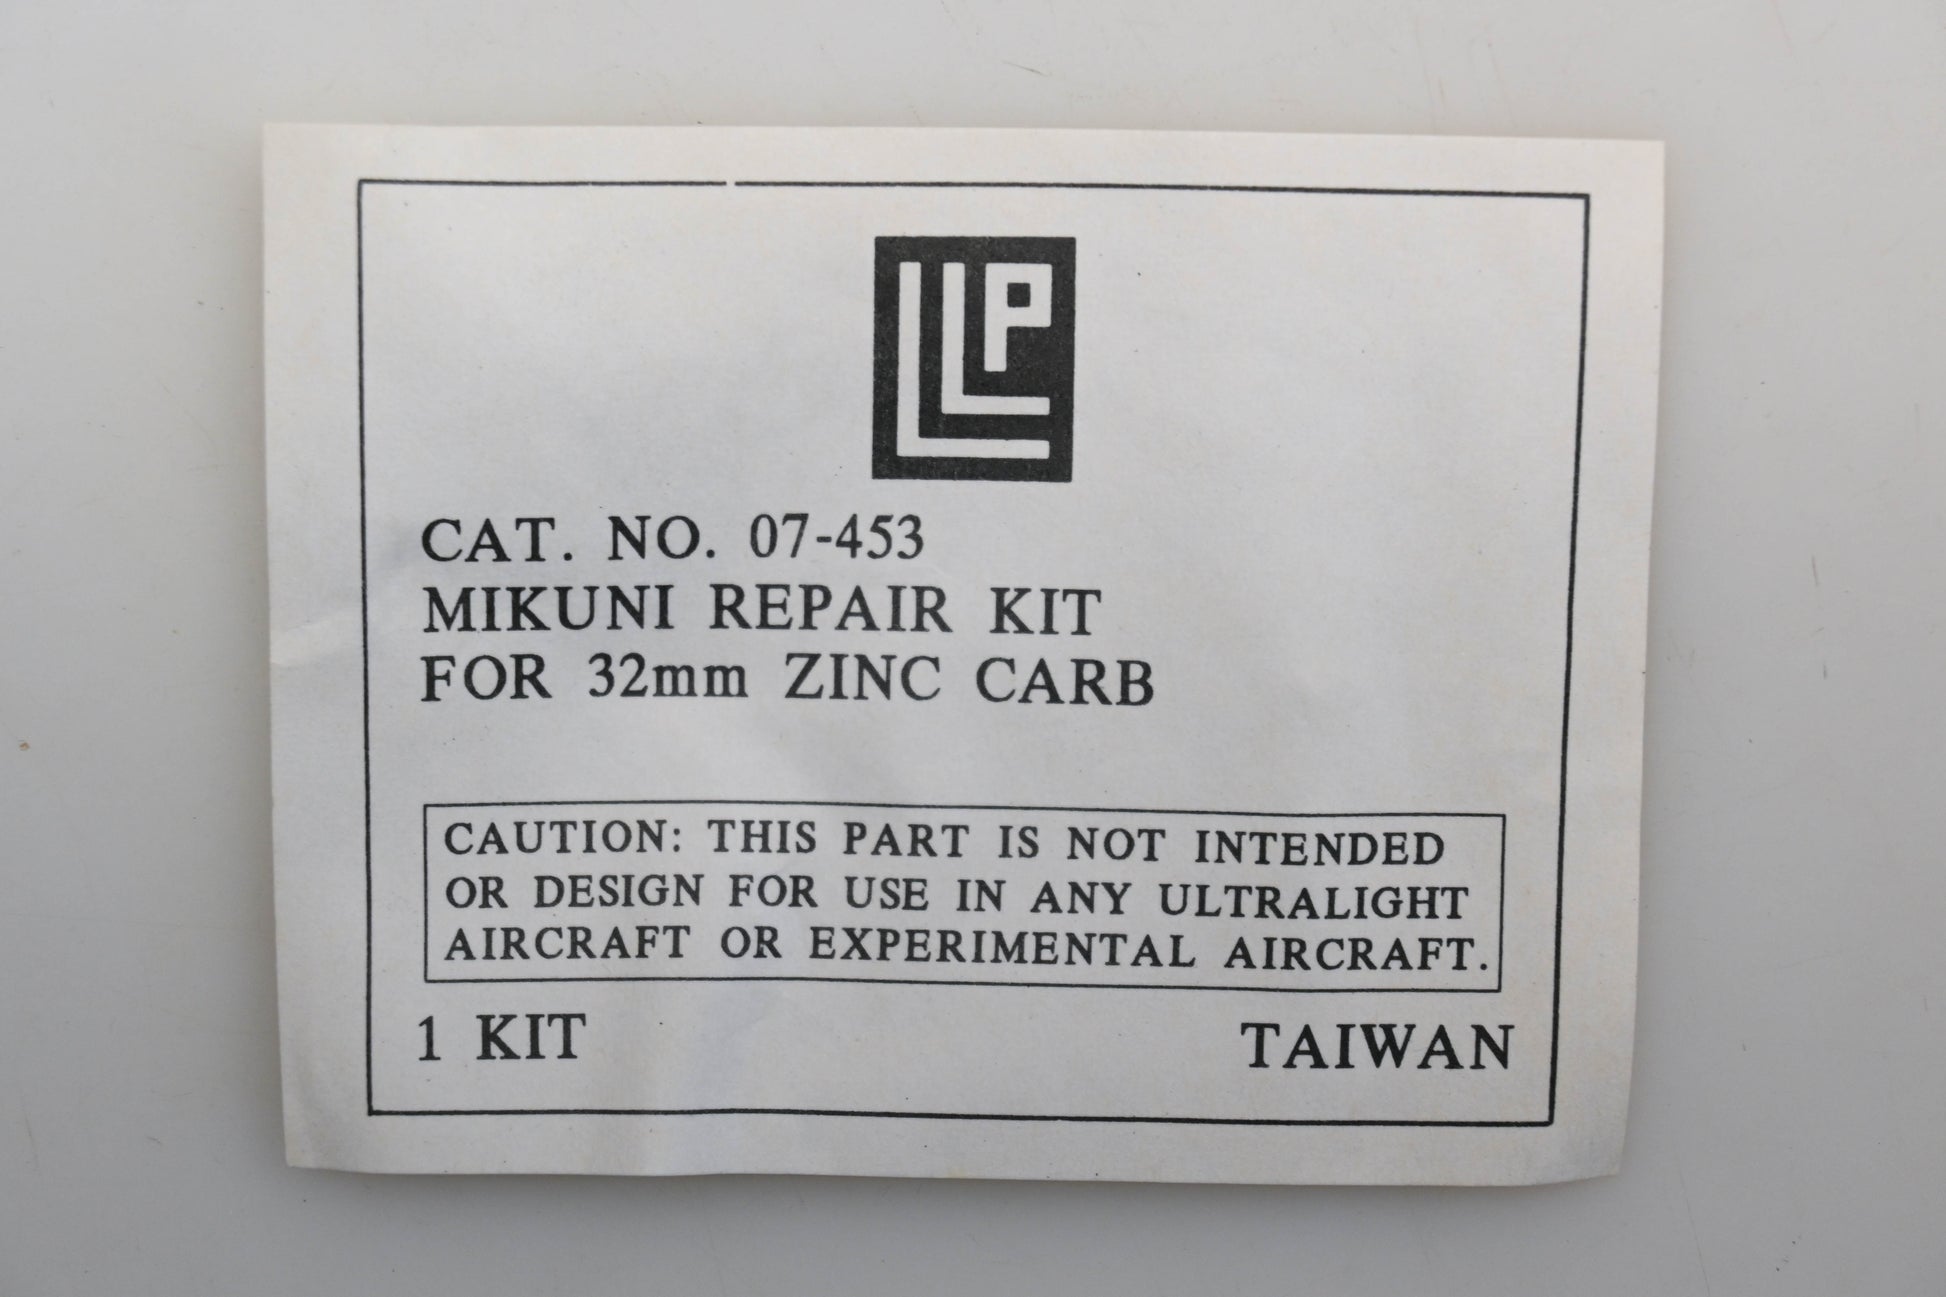 LLP
CAT. NO. 07-453
MIKUNI REPAIR KIT
FOR 32mm ZINC CARB
CAUTION: THIS PART IS NOT INTENDED
OR DESIGN FOR USE IN ANY ULTRALIGHT
AIRCRAFT OR EXPERIMENTAL AIRCRAFT.
1 KIT TAIWAN